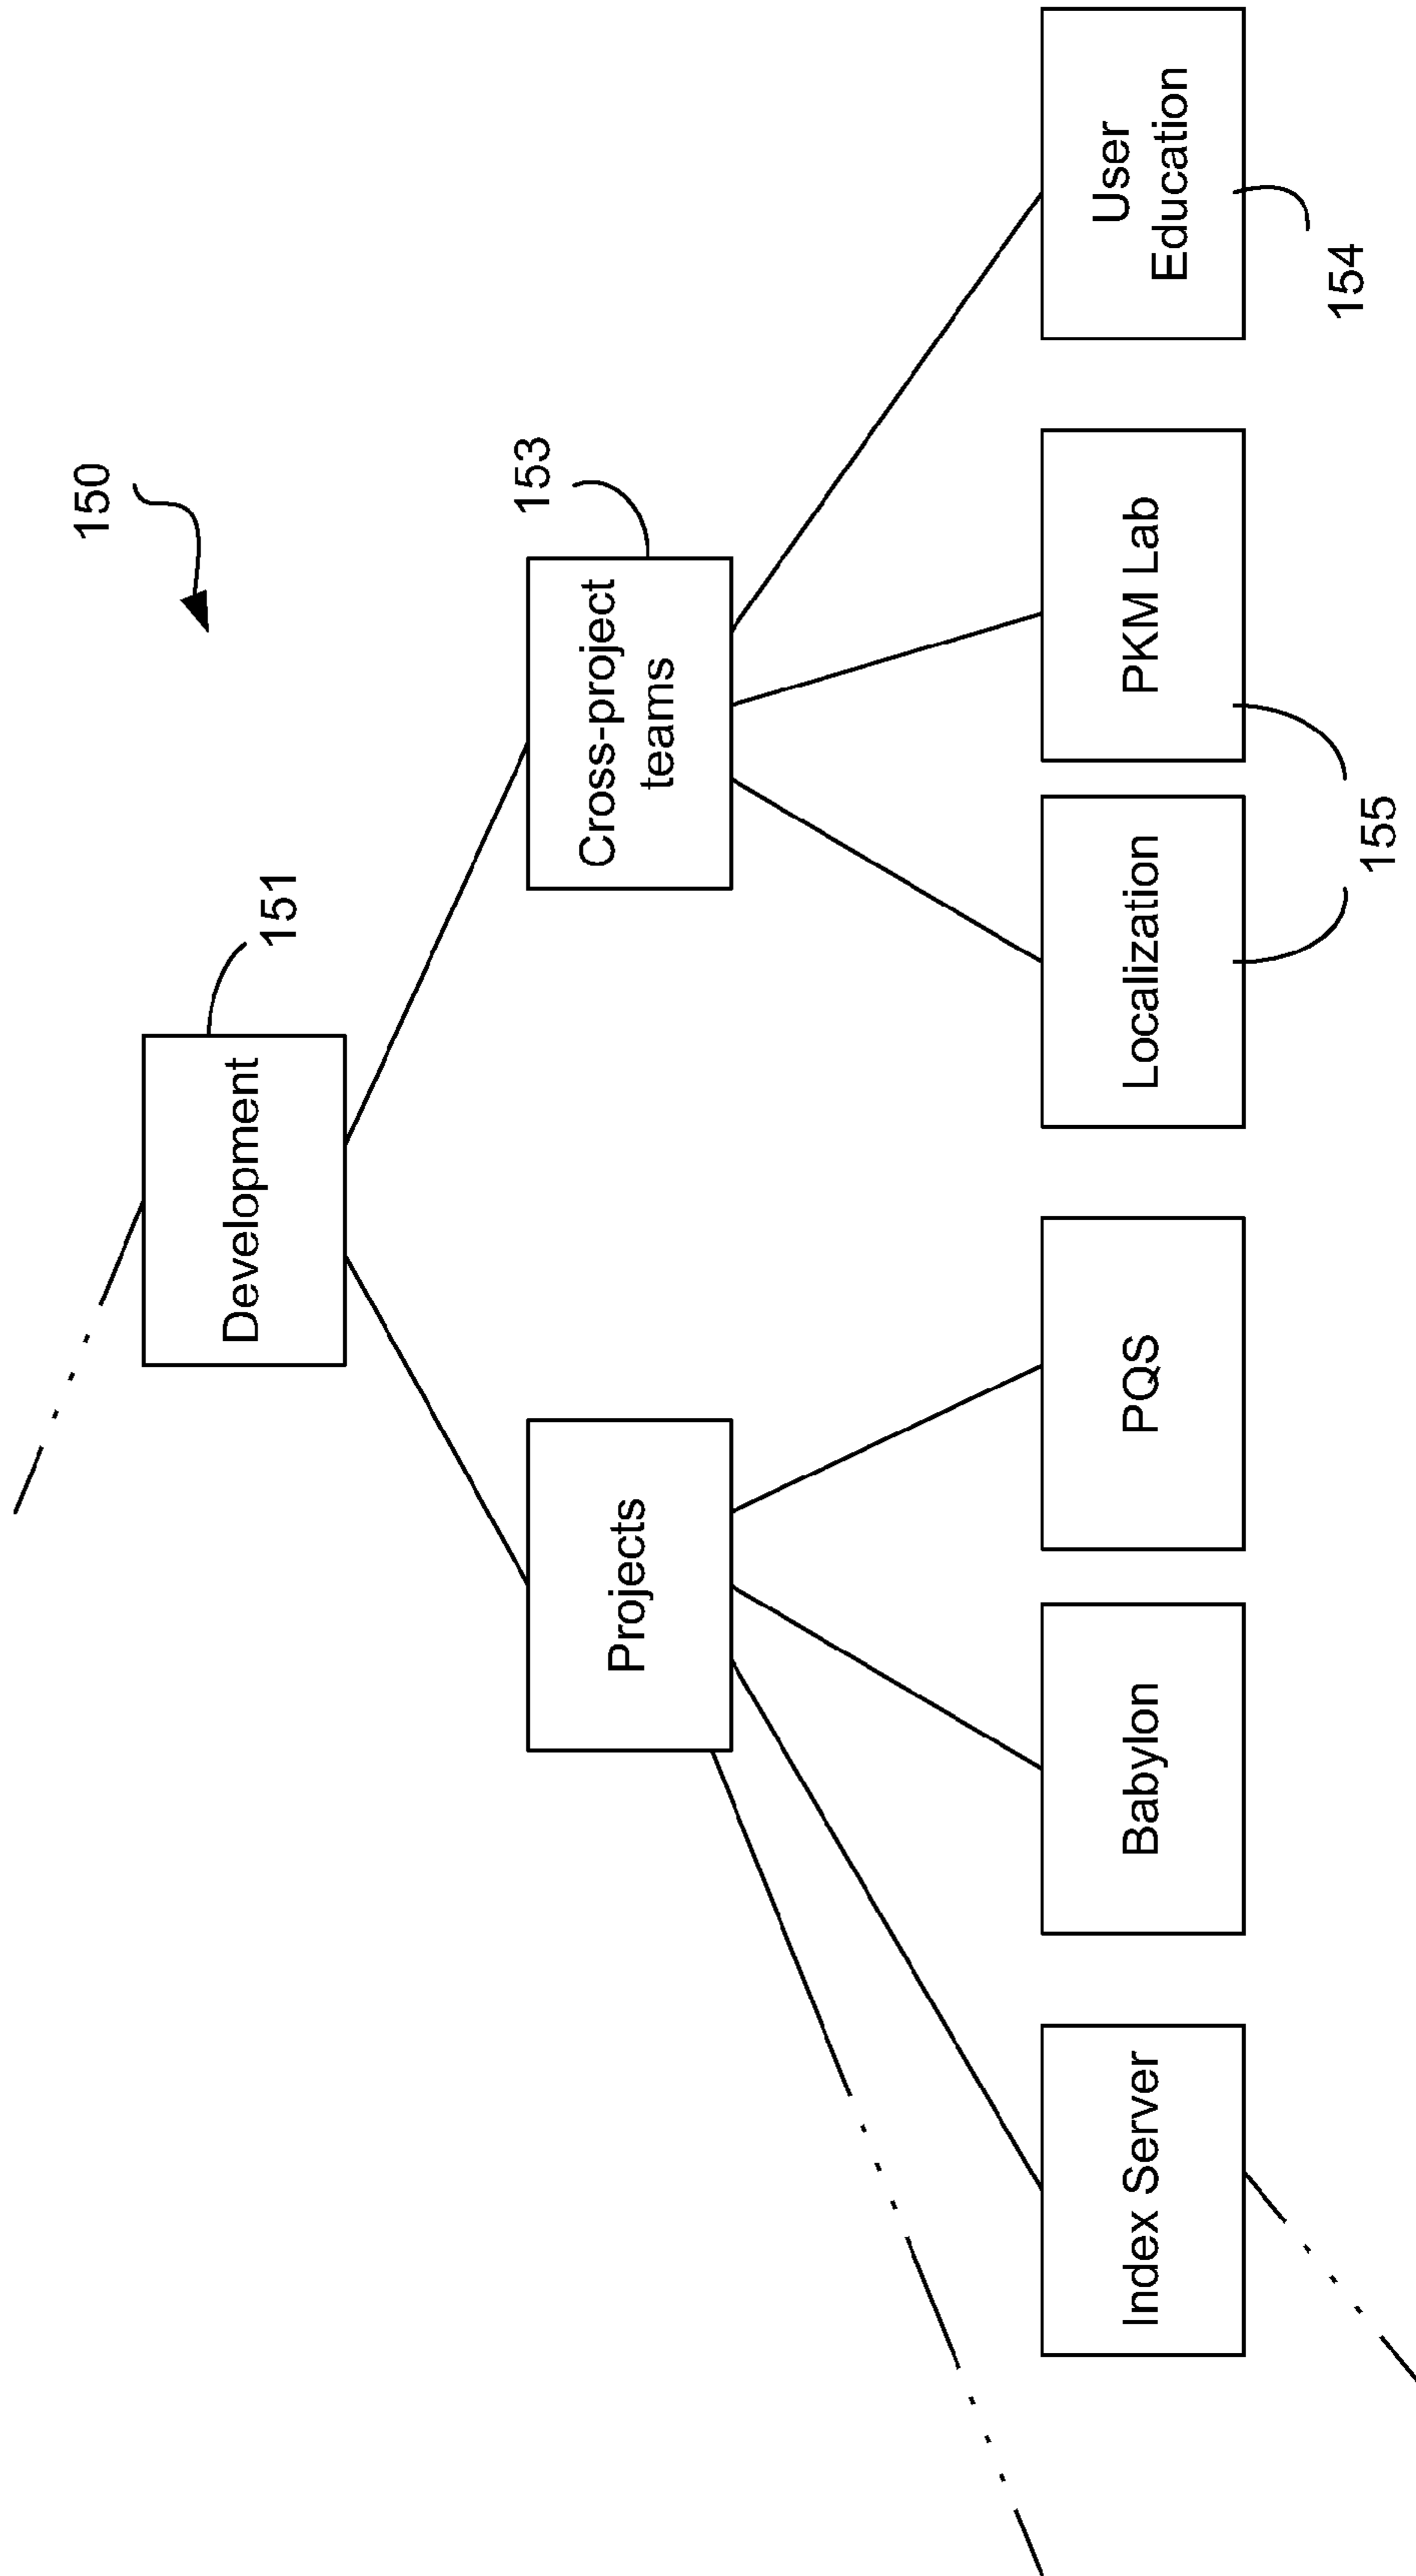 150
Development
151
Projects
Cross-project
teams
153
Index Server
Babylon
PQS
Localization
PKM Lab
User
Education
155
154